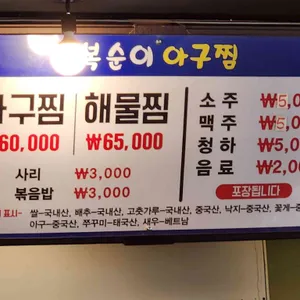 복순이 아구찜
아구찜 해물찜
60,000 ₩65,000
사리 ₩3,000
볶음밥 ₩3,000
소주 ₩5,0
맥주 ₩5,0
청하 ₩5,0
음료 ₩2,00
포장됩니다
표시- 쌀-국내산, 배추-국내산, 고춧가루-국내산, 중국산, 낙지-중국산, 꽃게-중
아구-중국산, 쭈꾸미-태국산, 새우-베트남